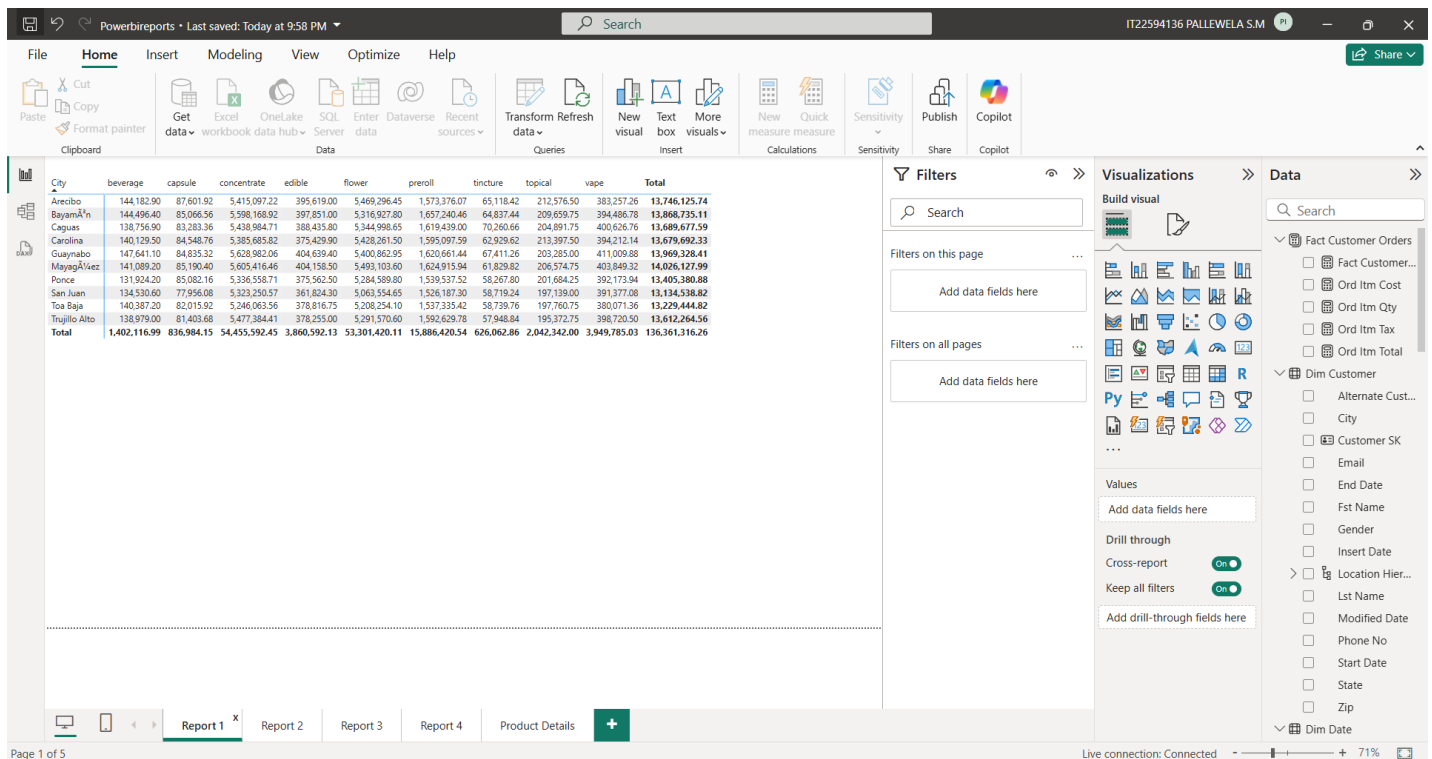 Powerbireports • Last saved: Today at 9:58 PM
Search
IT22594136 PALLEWELA S.M
PI
File Home Insert Modeling View Optimize Help
Share
Paste
Cut
Copy
Format painter
Clipboard
Get data
Excel workbook
OneLake data hub
SQL Server
Enter data
Dataverse
Recent sources
Data
Transform data
Refresh
Queries
New visual
Text box
More visuals
Insert
New measure
Quick measure
Calculations
Sensitivity
Sensitivity
Publish
Share
Copilot
Copilot
City beverage capsule concentrate edible flower preroll tincture topical vape Total
Arecibo 144,182.90 87,601.92 5,415,097.22 395,619.00 5,469,296.45 1,573,376.07 65,118.42 212,576.50 383,257.26 13,746,125.74
BayamÃ³n 144,496.40 85,066.56 5,598,168.92 397,851.00 5,316,927.80 1,657,240.46 64,837.44 209,659.75 394,486.78 13,868,735.11
Caguas 138,756.90 83,283.36 5,438,984.71 388,435.80 5,344,998.65 1,619,439.00 70,260.66 204,891.75 400,626.76 13,689,677.59
Carolina 140,129.50 84,548.76 5,385,685.82 375,429.90 5,428,261.50 1,595,097.59 62,929.62 213,397.50 394,212.14 13,679,692.33
Guaynabo 147,641.10 84,835.32 5,628,982.06 404,639.40 5,400,862.95 1,620,661.44 67,411.26 203,285.00 411,009.88 13,969,328.41
MayagÃ¼ez 141,089.20 85,190.40 5,605,416.46 404,158.50 5,493,103.60 1,624,915.94 61,829.82 206,574.75 403,849.32 14,026,127.99
Ponce 131,924.20 85,082.16 5,336,558.71 375,562.50 5,284,589.80 1,539,537.52 58,267.80 201,684.25 392,173.94 13,405,380.88
San Juan 134,530.60 77,956.08 5,323,250.57 361,824.30 5,063,554.65 1,526,187.30 58,719.24 197,139.00 391,377.08 13,134,538.82
Toa Baja 140,387.20 82,015.92 5,246,063.56 378,816.75 5,208,254.10 1,537,335.42 58,739.76 197,760.75 380,071.36 13,229,444.82
Trujillo Alto 138,979.00 81,403.68 5,477,384.41 378,255.00 5,291,570.60 1,592,629.78 57,948.84 195,372.75 398,720.50 13,612,264.56
Total 1,402,116.99 836,984.15 54,455,592.45 3,860,592.13 53,301,420.11 15,886,420.54 626,062.86 2,042,342.00 3,949,785.03 136,361,316.26
Filters
Search
Filters on this page
...
Add data fields here
Filters on all pages
...
Add data fields here
Visualizations
Build visual
123
R
Py
123
...
Values
Add data fields here
Drill through
Cross-report
On
Keep all filters
On
Add drill-through fields here
Data
Search
Fact Customer Orders
Fact Customer...
Ord Itm Cost
Ord Itm Qty
Ord Itm Tax
Ord Itm Total
Dim Customer
Alternate Cust...
City
Customer SK
Email
End Date
Fst Name
Gender
Insert Date
Location Hier...
Lst Name
Modified Date
Phone No
Start Date
State
Zip
Dim Date
DAX
Report 1 x Report 2 Report 3 Report 4 Product Details +
Page 1 of 5
Live connection: Connected - + 71%